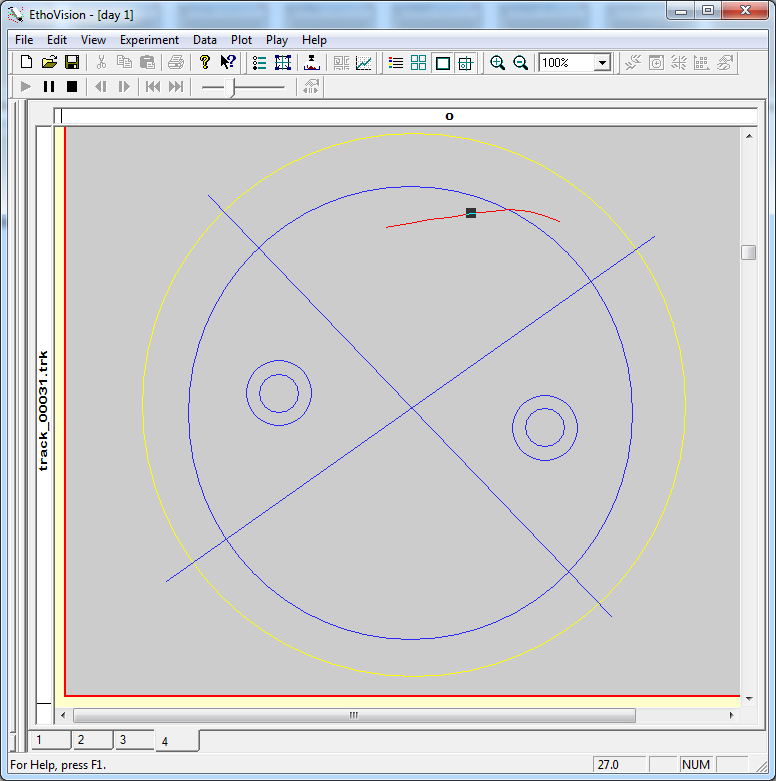 EthoVision - [day 1]
File Edit View Experiment Data Plot Play Help
100%
o
track_00031.trk
1 2 3 4
For Help, press F1.
27.0
NUM